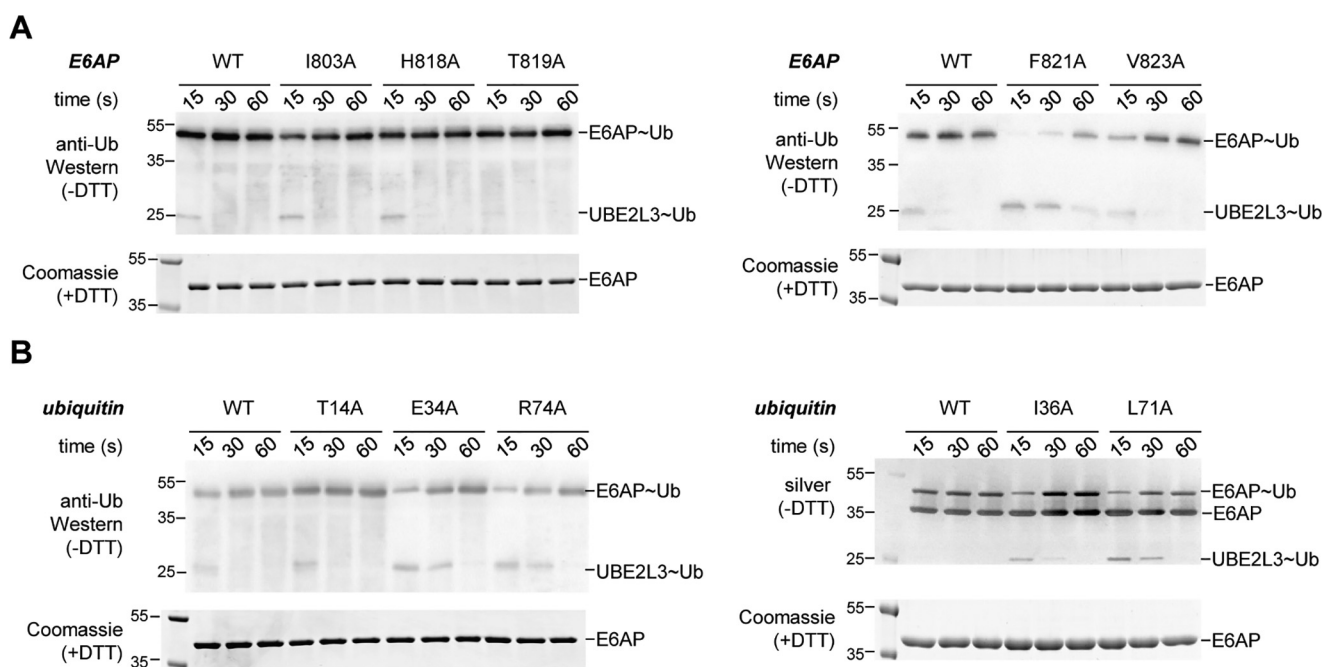 A
E6AP WT I803A H818A T819A
time (s) 15 30 60 15 30 60 15 30 60 15 30 60
anti-Ub
Western
(-DTT)
55
35
25
E6AP~Ub
UBE2L3~Ub
Coomassie
(+DTT)
55
35
E6AP
E6AP WT F821A V823A
time (s) 15 30 60 15 30 60 15 30 60
anti-Ub
Western
(-DTT)
55
35
25
E6AP~Ub
UBE2L3~Ub
Coomassie
(+DTT)
55
35
E6AP
B
ubiquitin WT T14A E34A R74A
time (s) 15 30 60 15 30 60 15 30 60 15 30 60
anti-Ub
Western
(-DTT)
55
35
25
E6AP~Ub
UBE2L3~Ub
Coomassie
(+DTT)
55
35
E6AP
ubiquitin WT I36A L71A
time (s) 15 30 60 15 30 60 15 30 60
silver
(-DTT)
55
35
25
E6AP~Ub
E6AP
UBE2L3~Ub
Coomassie
(+DTT)
55
35
E6AP